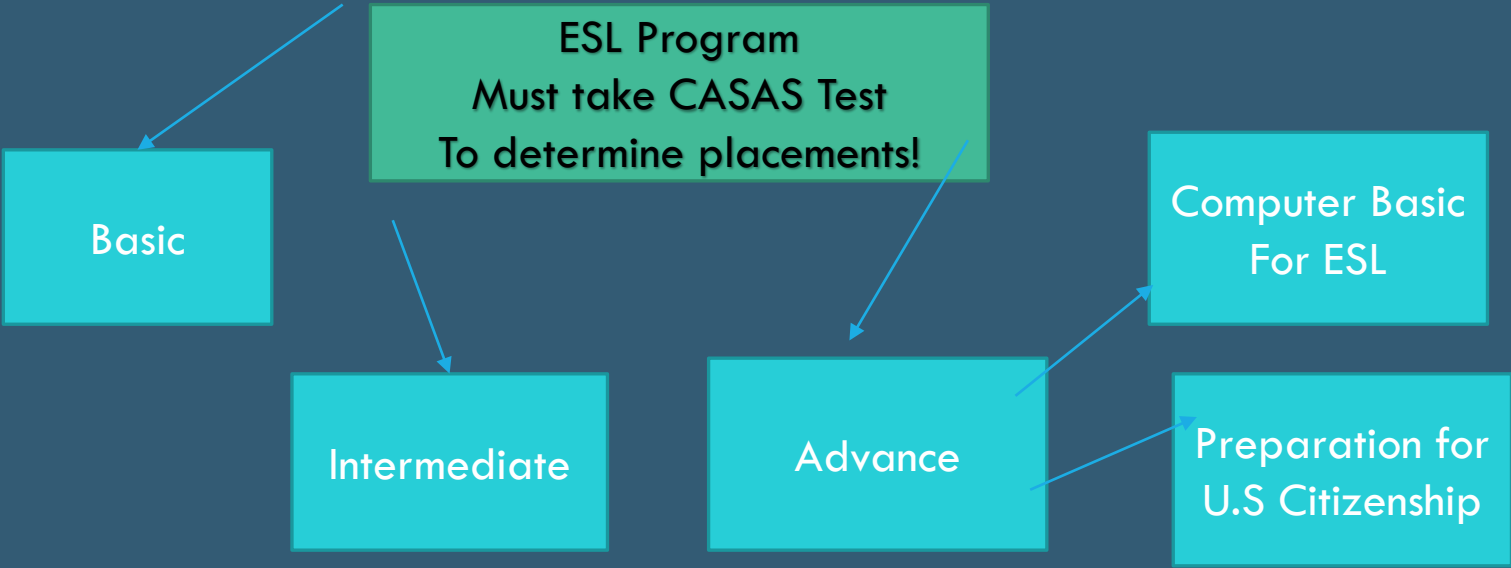 ESL Program
Must take CASAS Test
To determine placements!
Basic
Intermediate
Advance
Computer Basic
For ESL
Preparation for
U.S Citizenship